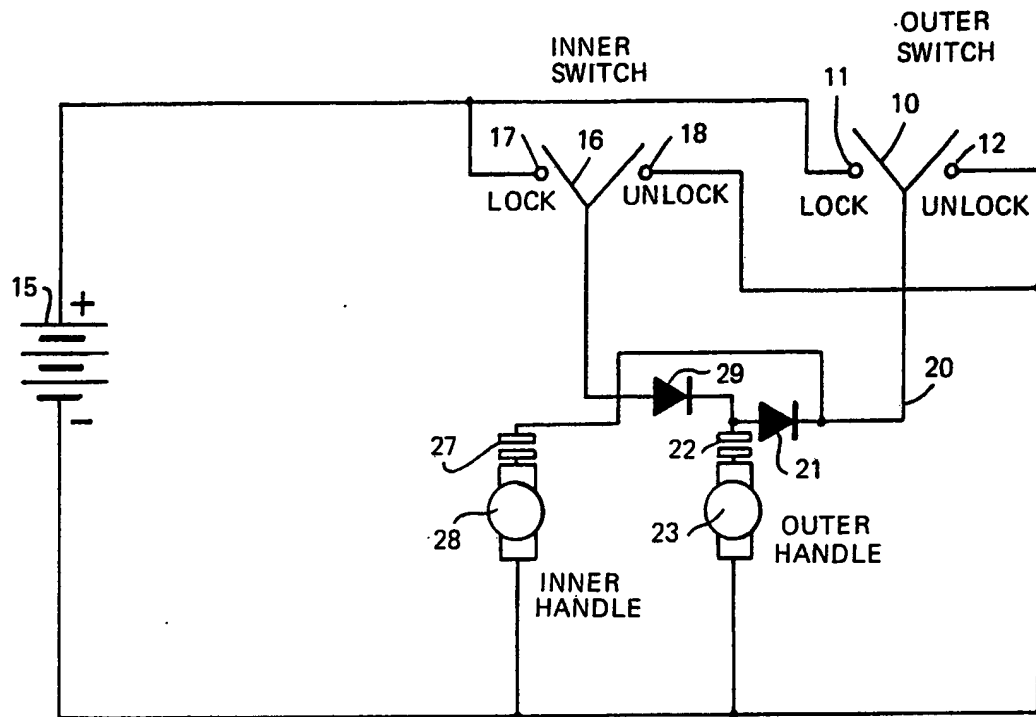 OUTER
SWITCH
INNER
SWITCH
11
10
17
16
18
12
LOCK
UNLOCK
LOCK
UNLOCK
15
+
-
29
20
27
22
21
28
23
OUTER
HANDLE
INNER
HANDLE